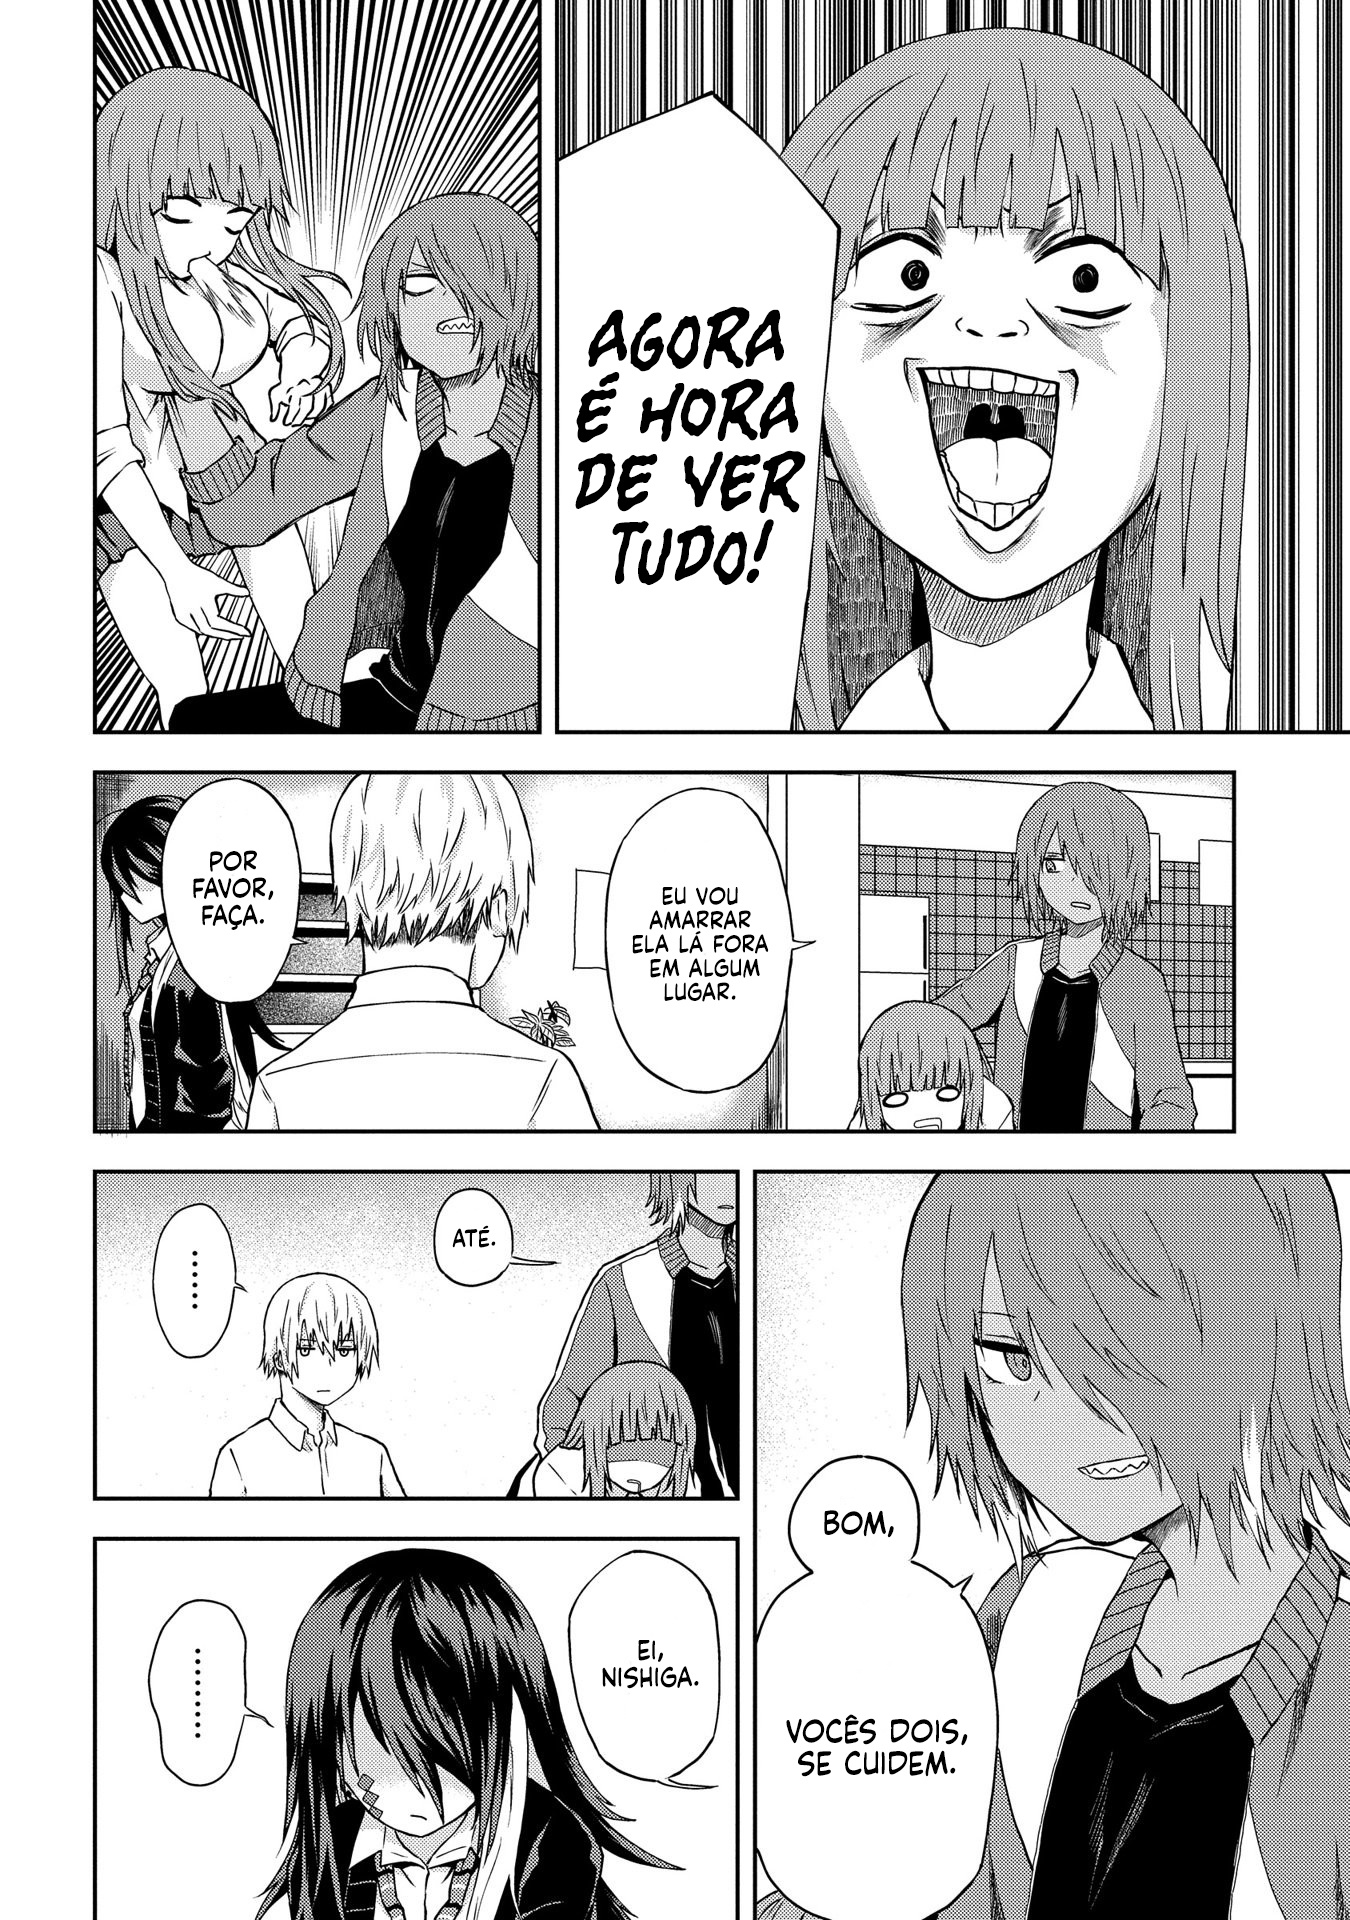 AGORA
É HORA
DE VER
TUDO!
EU VOU
AMARRAR
ELA LÁ FORA
EM ALGUM
LUGAR.
POR
FAVOR,
FAÇA.
BOM,
VOCÊS DOIS,
SE CUIDEM.
ATÉ.
........
EI,
NISHIGA.
.........